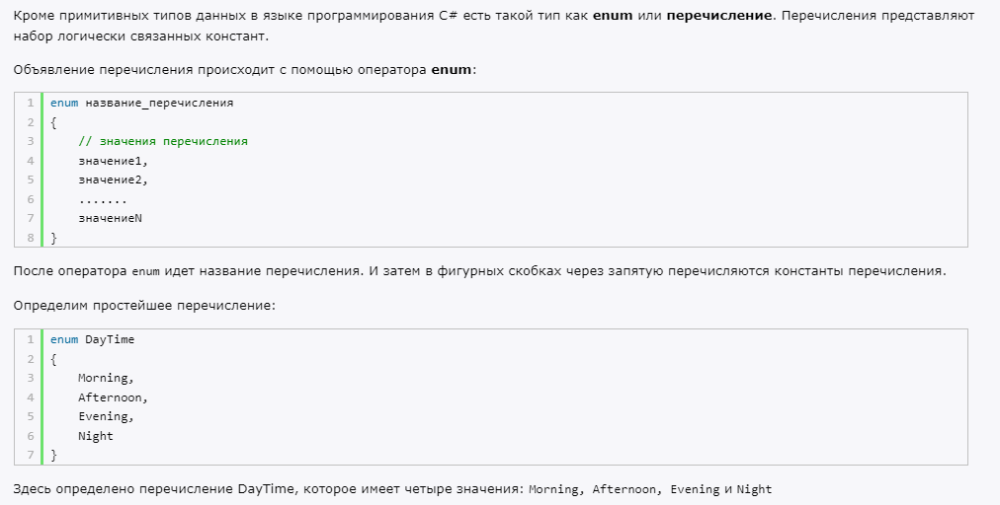 Кроме примитивных типов данных в языке программирования C# есть такой тип как enum или перечисление. Перечисления представляют
набор логически связанных констант.
Объявление перечисления происходит с помощью оператора enum:
1 enum название_перечисления
2 {
3     // значения перечисления
4     значение1,
5     значение2,
6     .......
7     значениеN
8 }
После оператора enum идет название перечисления. И затем в фигурных скобках через запятую перечисляются константы перечисления.
Определим простейшее перечисление:
1 enum DayTime
2 {
3     Morning,
4     Afternoon,
5     Evening,
6     Night
7 }
Здесь определено перечисление DayTime, которое имеет четыре значения: Morning, Afternoon, Evening и Night